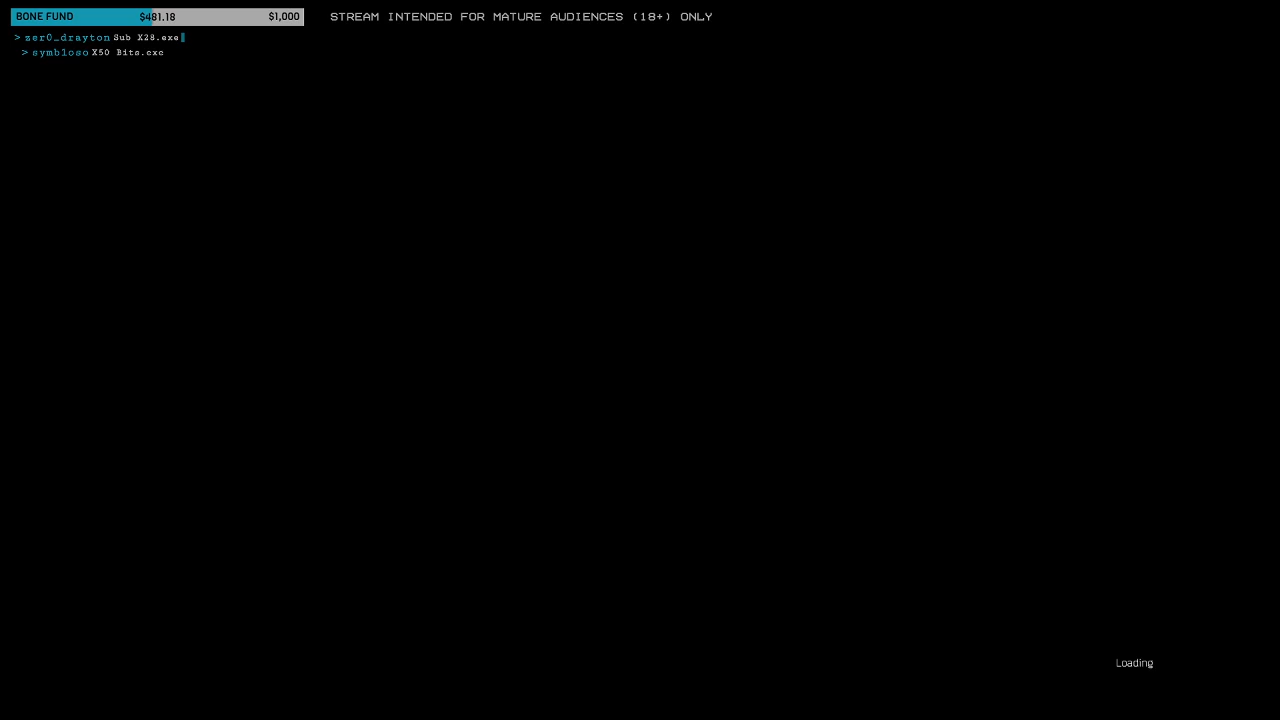 BONE FUND $481.18 $1,000
STREAM INTENDED FOR MATURE AUDIENCES (18+) ONLY
> zer0_drayton Sub X28.exe
> symbloso X50 Bits.exe
Loading